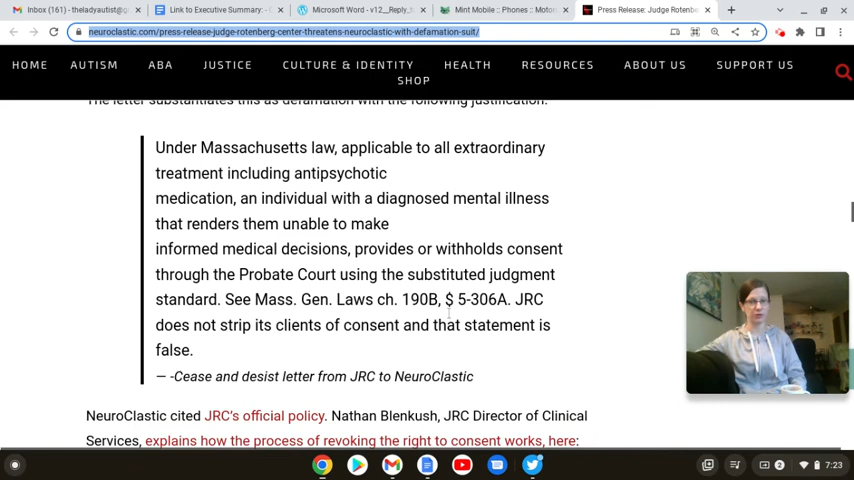 Inbox (161) - theladyautist@g
Link to Executive Summary: - G
Microsoft Word - v12__Reply_t
Mint Mobile :: Phones :: Motor
Press Release: Judge Rotenber
neuroclastic.com/press-release-judge-rotenberg-center-threatens-neuroclastic-with-defamation-suit/
HOME AUTISM ABA JUSTICE CULTURE & IDENTITY HEALTH RESOURCES ABOUT US SUPPORT US
SHOP
The letter substantiates this as defamation with the following justification:
Under Massachusetts law, applicable to all extraordinary
treatment including antipsychotic
medication, an individual with a diagnosed mental illness
that renders them unable to make
informed medical decisions, provides or withholds consent
through the Probate Court using the substituted judgment
standard. See Mass. Gen. Laws ch. 190B, $ 5-306A. JRC
does not strip its clients of consent and that statement is
false.
— -Cease and desist letter from JRC to NeuroClastic
NeuroClastic cited JRC's official policy. Nathan Blenkush, JRC Director of Clinical
Services, explains how the process of revoking the right to consent works, here:
2
7:23